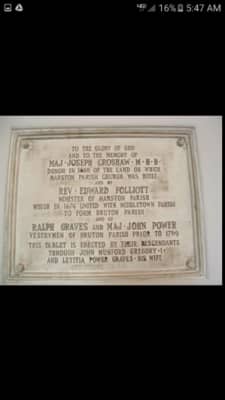 16% 5:47 AM
TO THE GLORY OF GOD
AND TO THE MEMORY OF
MAJ · JOSEPH CROSHAW · M · H · B ·
DONOR IN OF THE LAND ON WHICH
MARSTON PARISH CHURCH WAS BUILT
AND BY
REV · EDWARD FOLLIOTT
MINISTER OF MARSTON PARISH
WHICH IN 1674 UNITED WITH MIDDLETOWN PARISH
TO FORM BRUTON PARISH
AND OF
RALPH GRAVES AND MAJ · JOHN POWER
VESTRYMEN OF BRUTON PARISH PRIOR TO
THIS TABLET IS ERECTED BY THEIR DESCENDANTS
THROUGH JOHN MUNFORD GREGORY
AND LETITIA POWER GRAVES · HIS WIFE